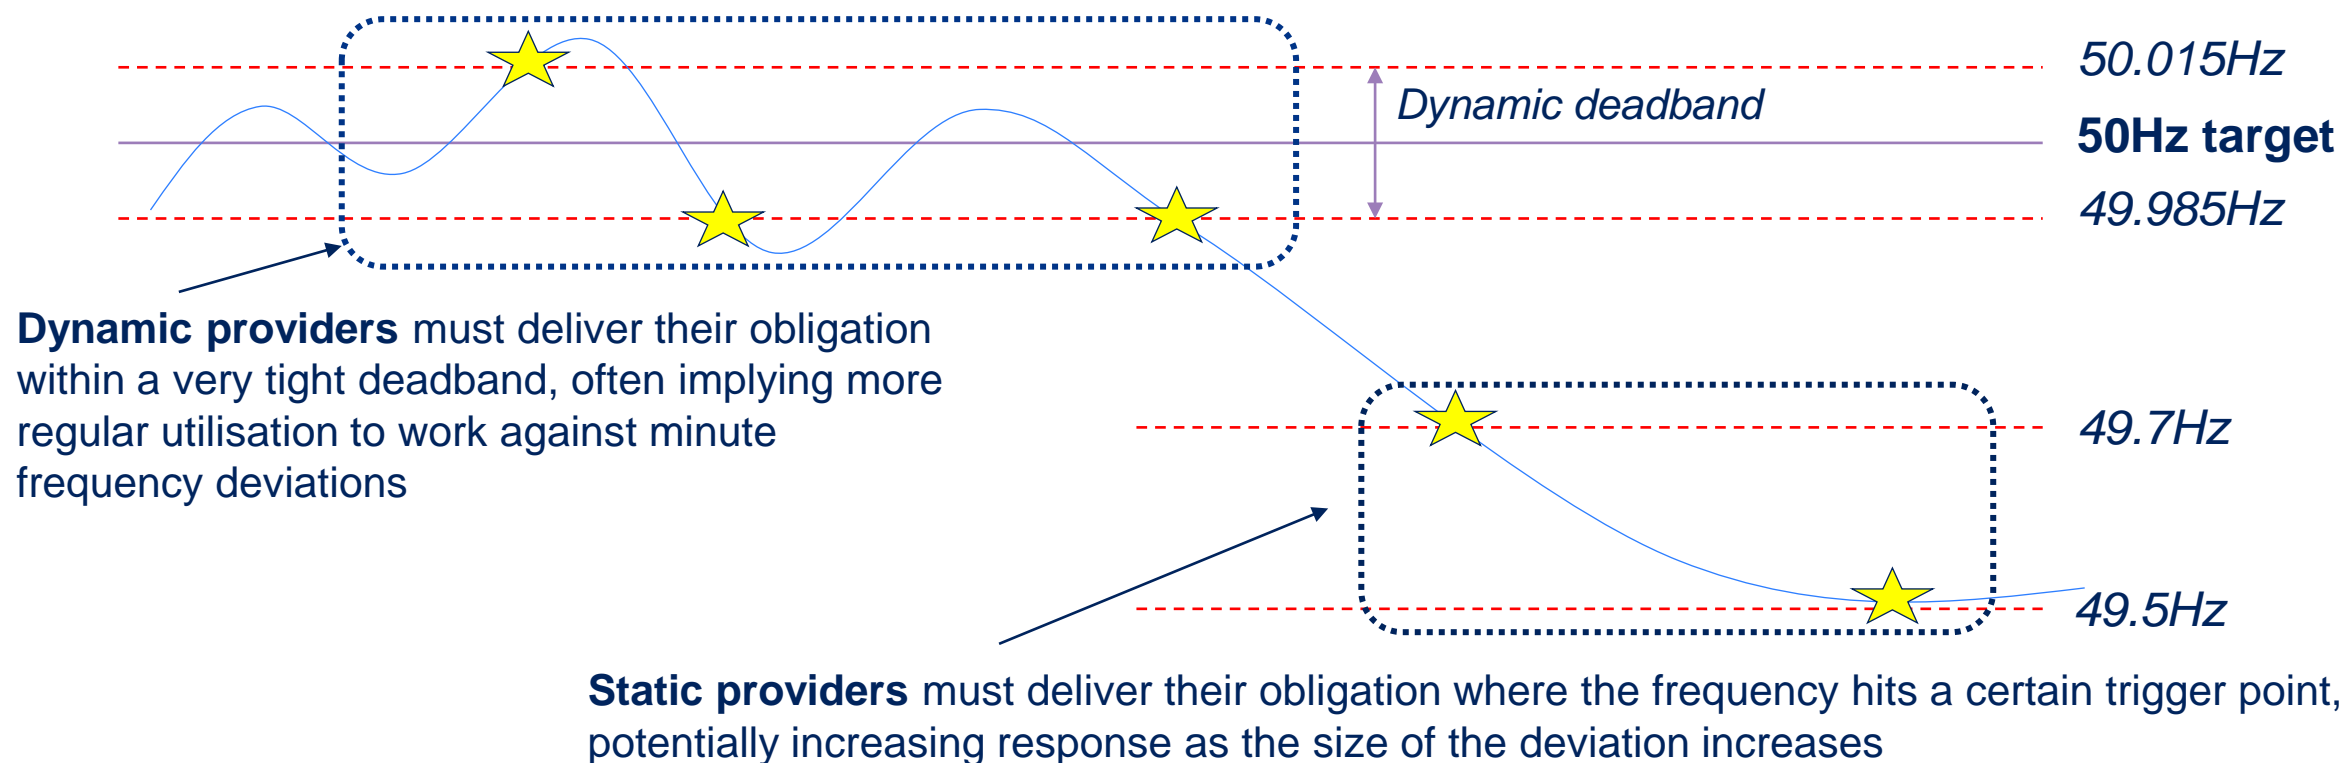 50.015Hz
Dynamic deadband
50Hz target
49.985Hz
Dynamic providers must deliver their obligation
within a very tight deadband, often implying more
regular utilisation to work against minute
frequency deviations
49.7Hz
49.5Hz
Static providers must deliver their obligation where the frequency hits a certain trigger point,
potentially increasing response as the size of the deviation increases